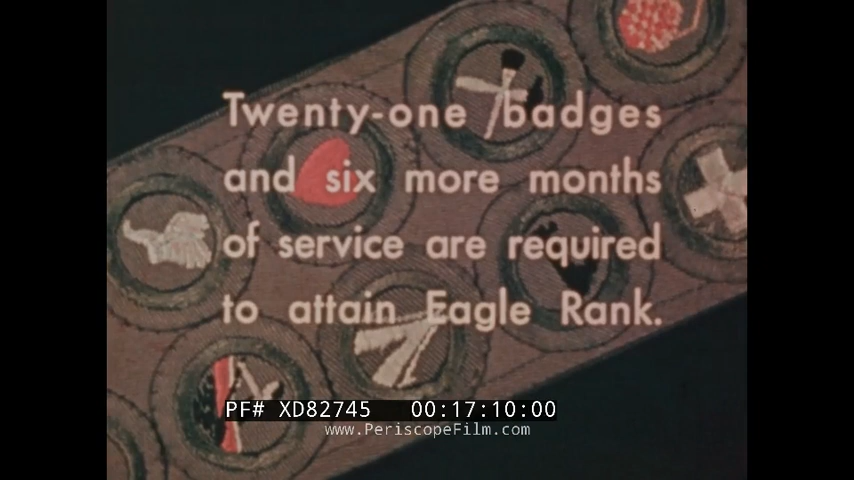 Twenty-one badges
and six more months
of service are required
to attain Eagle Rank.
PF# XD82745 00:17:10:00
www.PeriscopeFilm.com